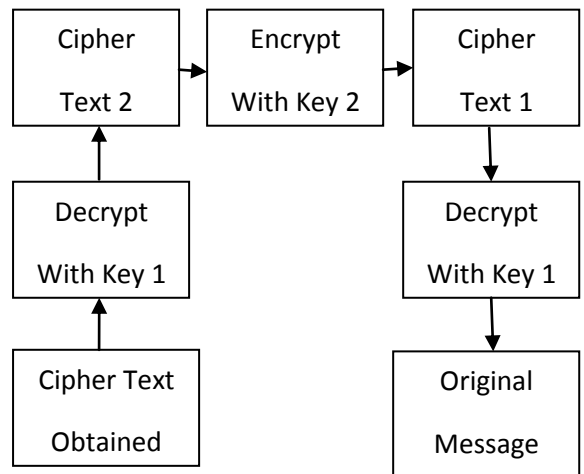 Cipher
Text 2
Encrypt
With Key 2
Cipher
Text 1
Decrypt
With Key 1
Decrypt
With Key 1
Cipher Text
Obtained
Original
Message